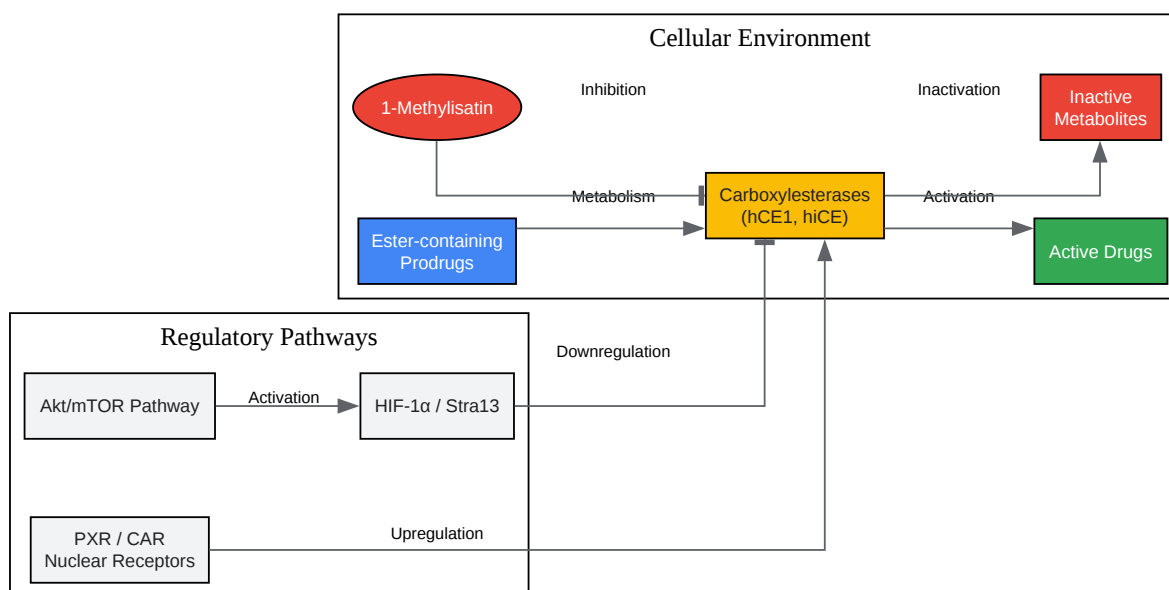 Cellular Environment
1-Methylisatin
Inhibition
Inactivation
Inactive
Metabolites
Metabolism
Carboxylesterases
(hCE1, hiCE)
Activation
Ester-containing
Prodrugs
Active Drugs
Regulatory Pathways
Downregulation
Akt/mTOR Pathway
Activation
HIF-1α / Stra13
PXR / CAR
Nuclear Receptors
Upregulation